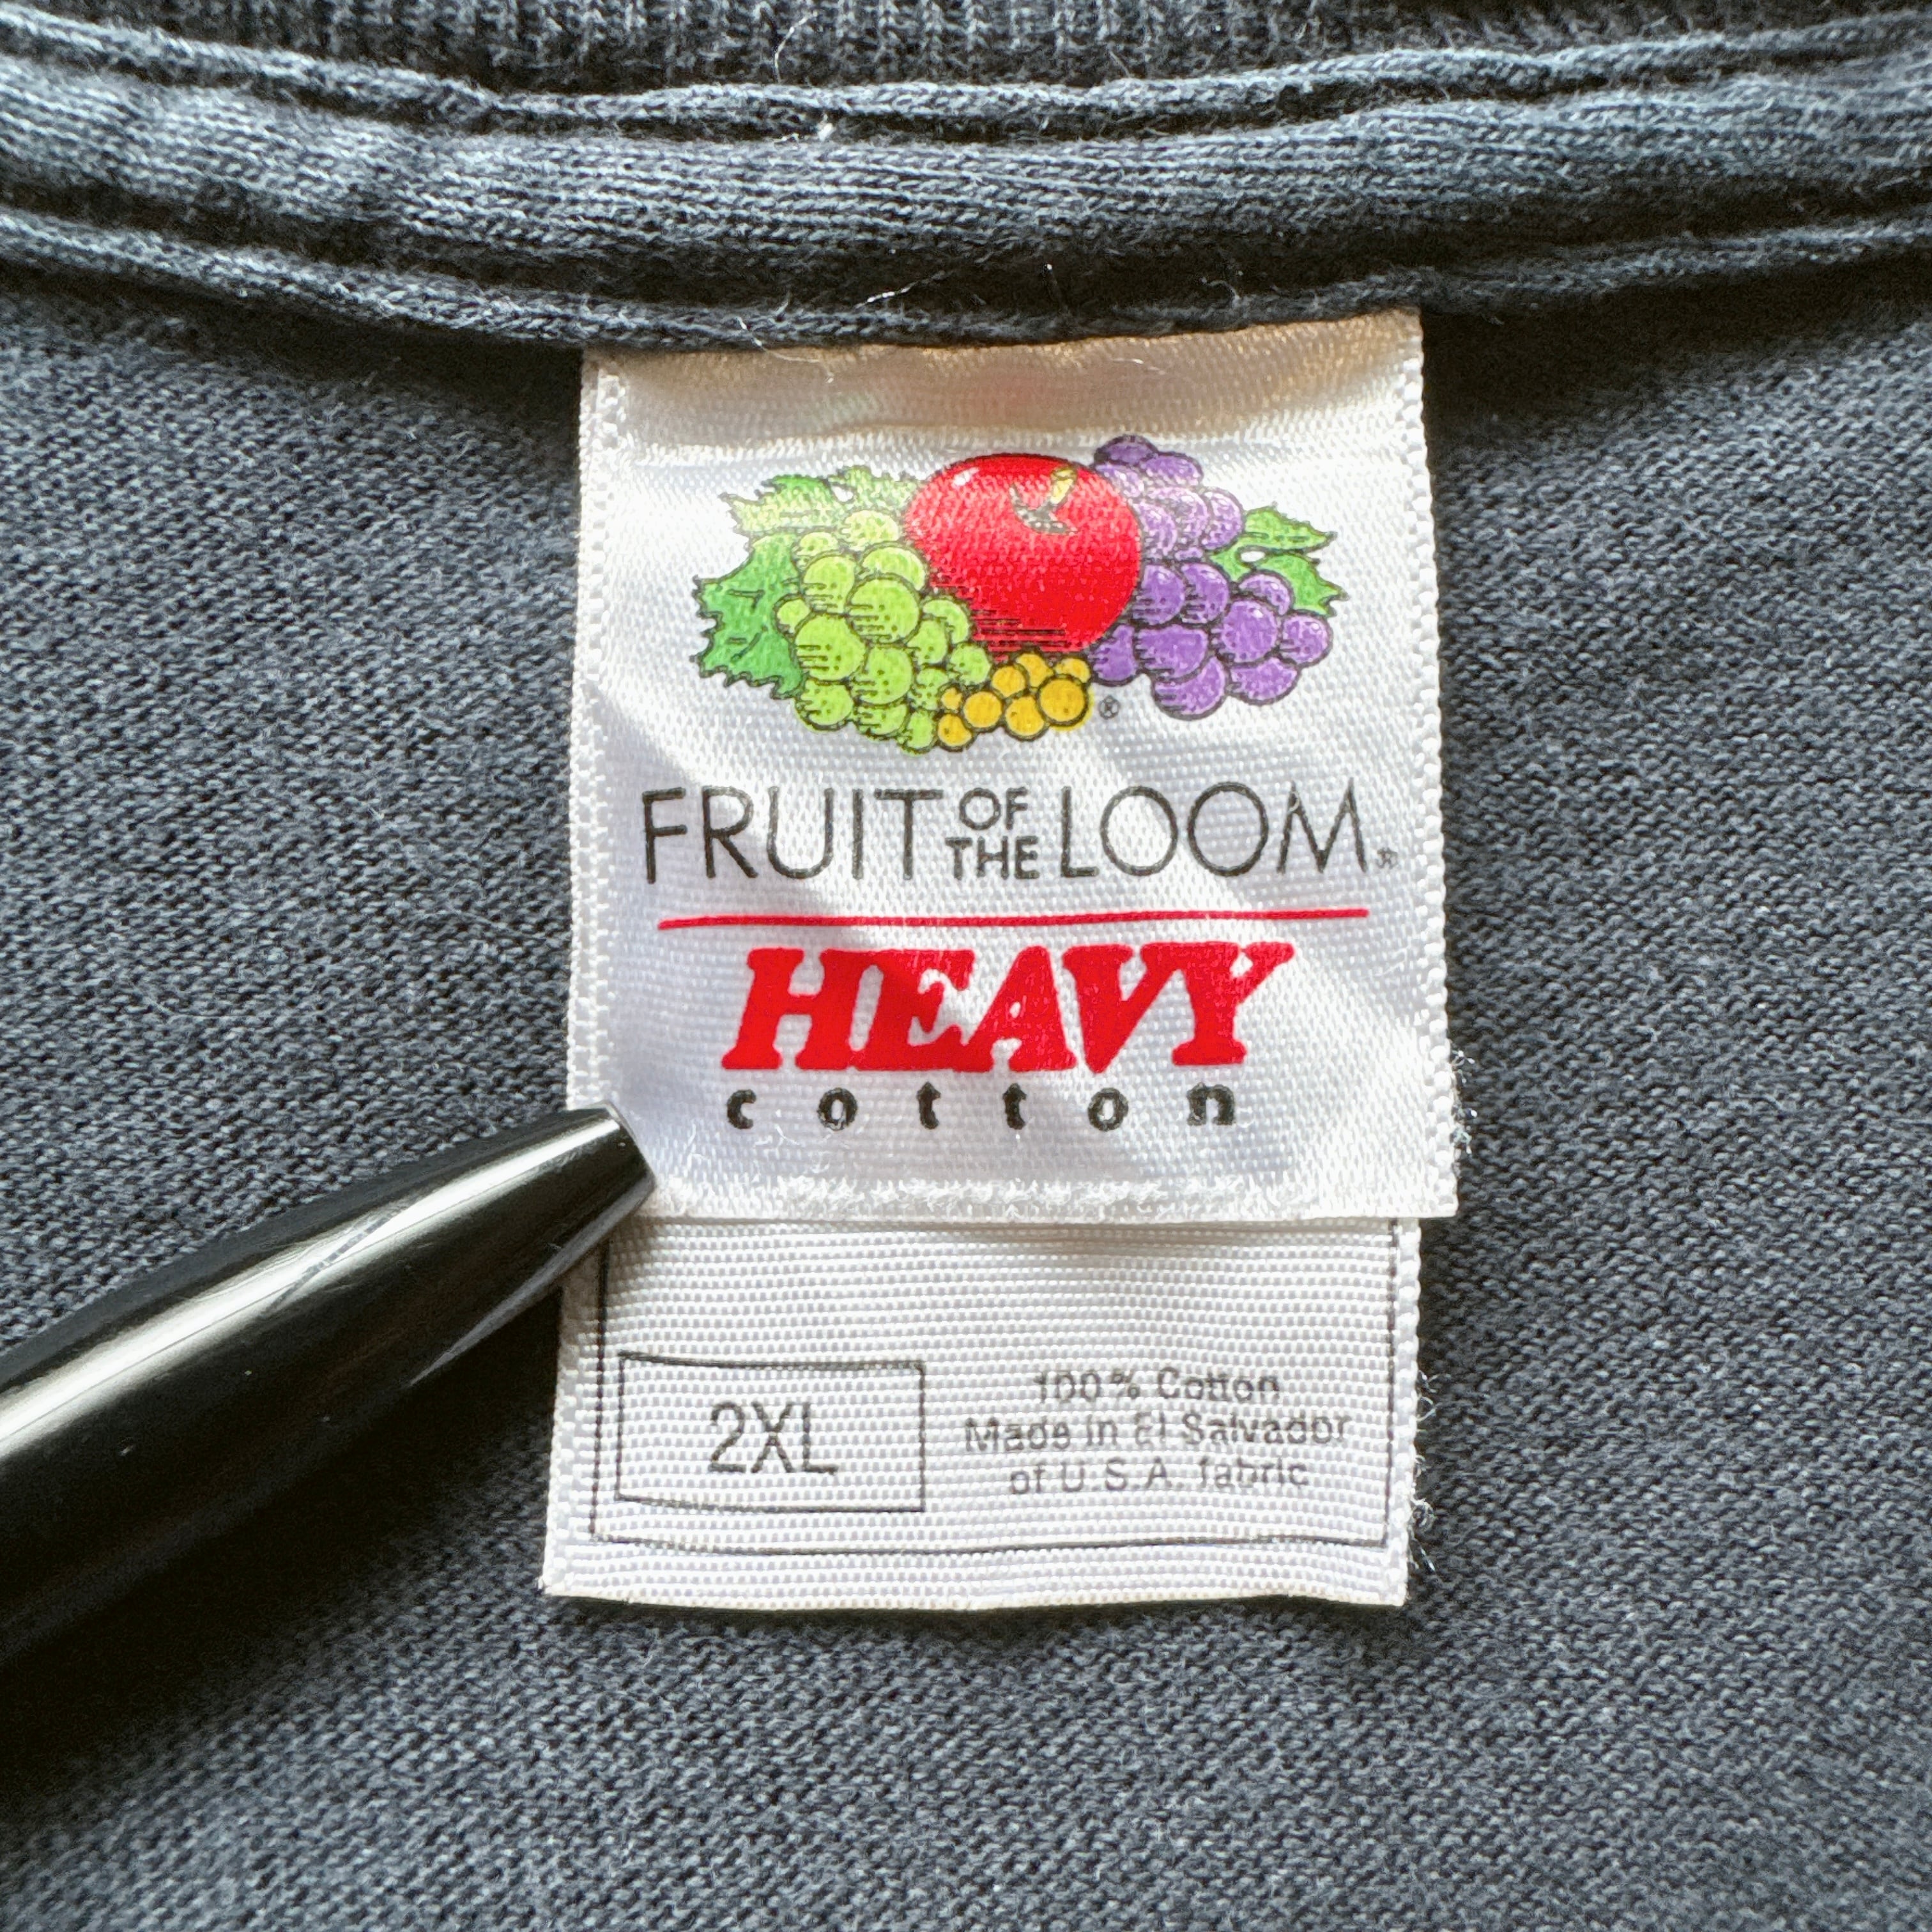 ®
FRUIT OF THE LOOM®
HEAVY
cotton
2XL
100% Cotton
Made in El Salvador
of U.S.A. fabric